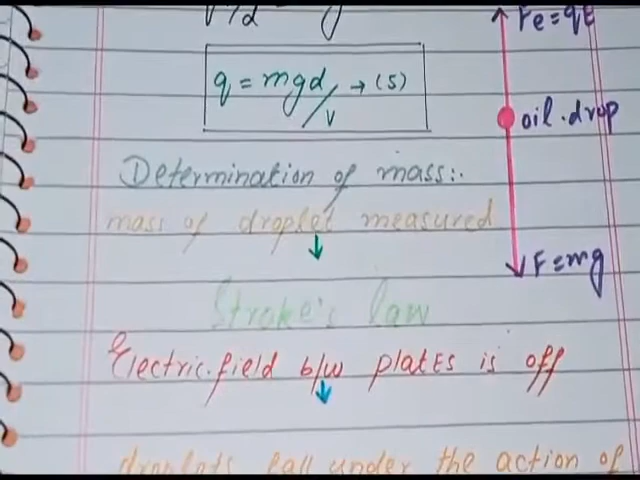 Fe = qE
q = mgd/V → (5)
oil.drop
Determination of mass:.
mass of droplet measured
↓
F = mg
Stroke's law
Electric.field b/w plates is off
↓
droplets fall under the action of